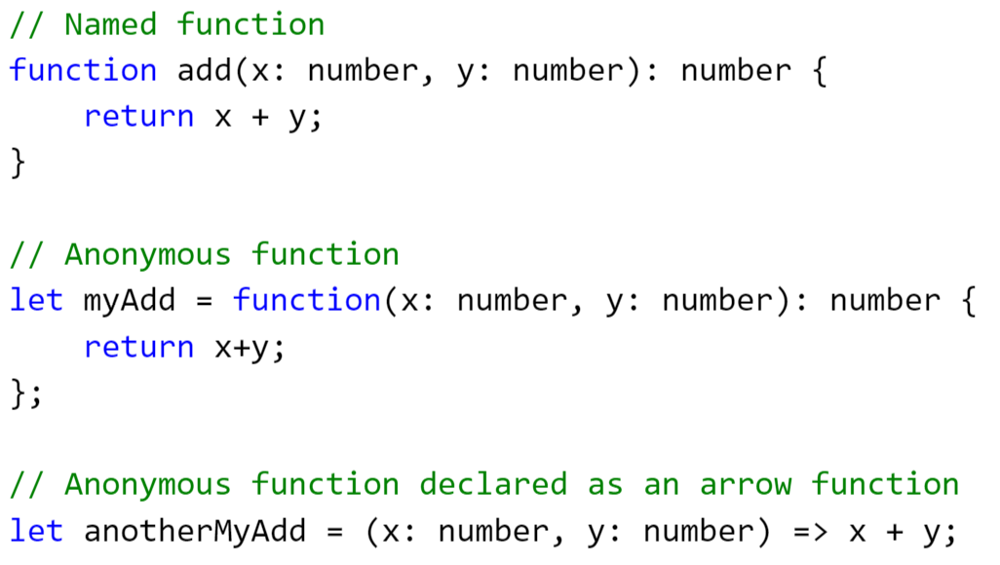 // Named function
function add(x: number, y: number): number {
    return x + y;
}

// Anonymous function
let myAdd = function(x: number, y: number): number {
    return x+y;
};

// Anonymous function declared as an arrow function
let anotherMyAdd = (x: number, y: number) => x + y;